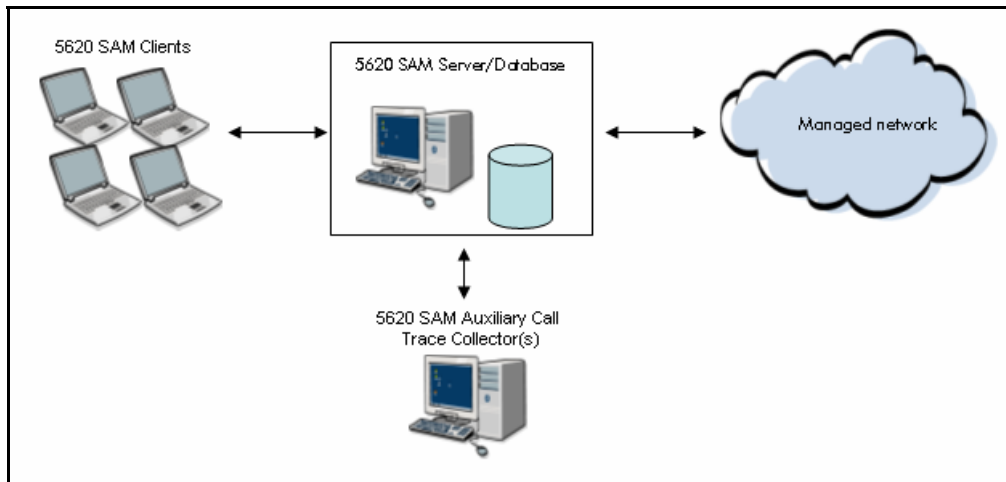 5620 SAM Clients
5620 SAM Server/Database
Managed network
5620 SAM Auxiliary Call
Trace Collector(s)